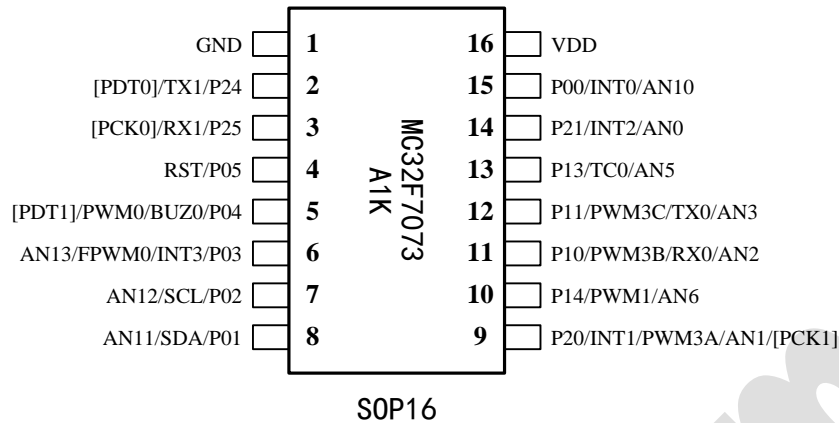 GND 1 16 VDD
[PDT0]/TX1/P24 2 15 P00/INT0/AN10
[PCK0]/RX1/P25 3 14 P21/INT2/AN0
RST/P05 4 13 P13/TC0/AN5
[PDT1]/PWM0/BUZ0/P04 5 12 P11/PWM3C/TX0/AN3
AN13/FPWM0/INT3/P03 6 11 P10/PWM3B/RX0/AN2
AN12/SCL/P02 7 10 P14/PWM1/AN6
AN11/SDA/P01 8 9 P20/INT1/PWM3A/AN1/[PCK1]
MC32F7073
A1K
SOP16